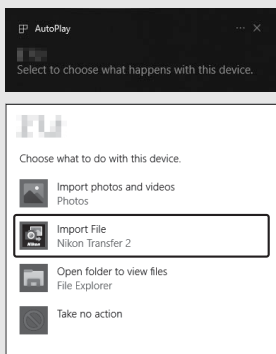 AutoPlay
Select to choose what happens with this device.
Choose what to do with this device.
Import photos and videos
Photos
Import File
Nikon Transfer 2
Open folder to view files
File Explorer
Take no action